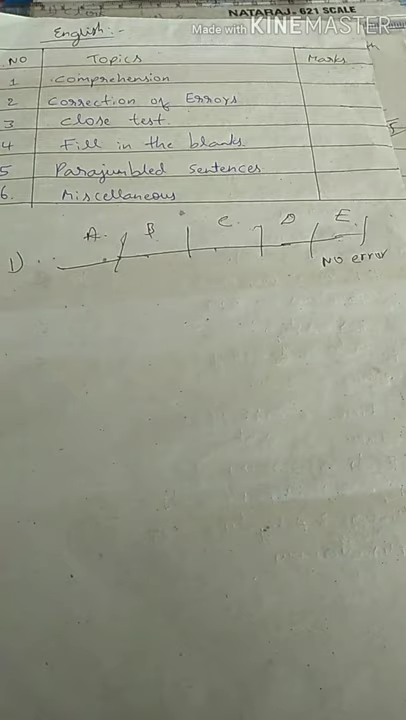 NATARAJ 621 SCALE
Made with KINEMASTER
English:-
NO Topics Marks
1 Comprehension
2 Correction of Errors
3 Close test.
4 Fill in the blanks
5 Parajumbled sentences
6. Miscellaneous
A. B. C. D E.
1)
No error